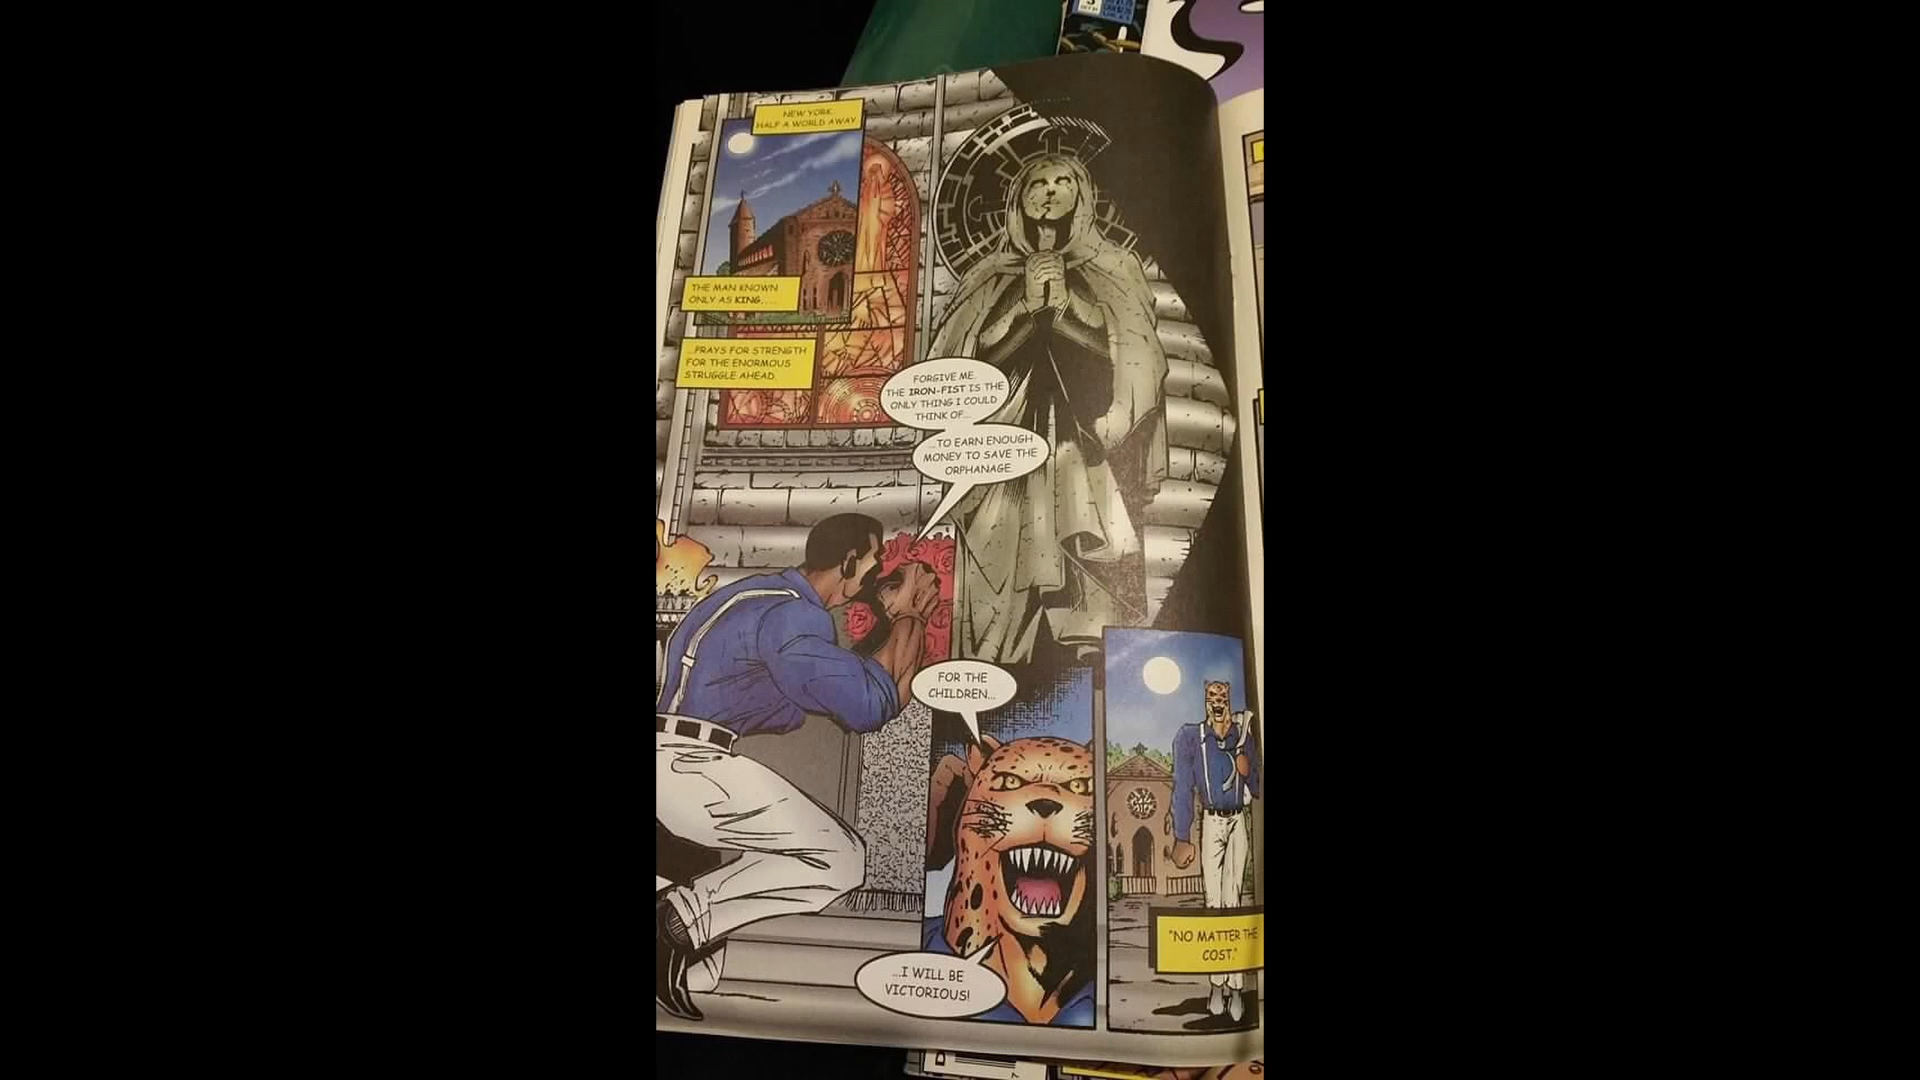 NEW YORK.
HALF A WORLD AWAY
THE MAN KNOWN
ONLY AS KING....
...PRAYS FOR STRENGTH
FOR THE ENORMOUS
STRUGGLE AHEAD.
FORGIVE ME.
THE IRON-FIST IS THE
ONLY THING I COULD
THINK OF...
...TO EARN ENOUGH
MONEY TO SAVE THE
ORPHANAGE.
FOR THE
CHILDREN...
...I WILL BE
VICTORIOUS!
"NO MATTER THE
COST."